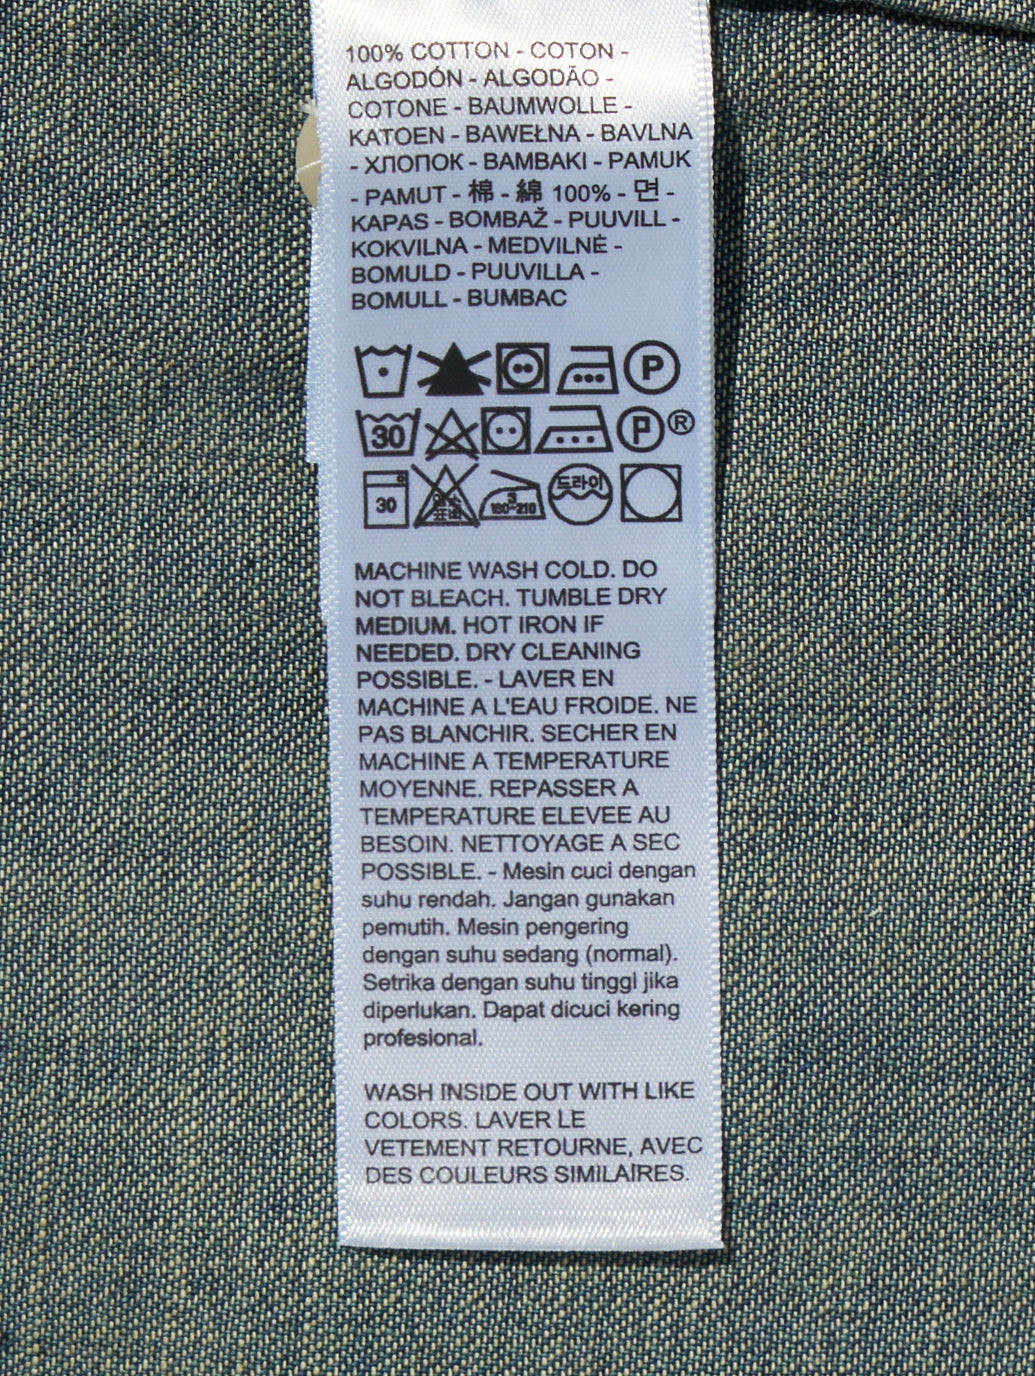 100% COTTON - COTON -
ALGODÓN - ALGODÃO -
COTONE - BAUMWOLLE -
KATOEN - BAWEŁNA - BAVLNA
- ХЛОПОК - BAMBAKI - PAMUK
- PAMUT - 棉 - 綿 100% - 면 -
KAPAS - BOMBAŽ - PUUVILL -
KOKVILNA - MEDVILNĖ -
BOMULD - PUUVILLA -
BOMULL - BUMBAC
P
30 P®
30 3 180-210 드라이
MACHINE WASH COLD. DO
NOT BLEACH. TUMBLE DRY
MEDIUM. HOT IRON IF
NEEDED. DRY CLEANING
POSSIBLE. - LAVER EN
MACHINE A L'EAU FROIDE. NE
PAS BLANCHIR. SECHER EN
MACHINE A TEMPERATURE
MOYENNE. REPASSER A
TEMPERATURE ELEVEE AU
BESOIN. NETTOYAGE A SEC
POSSIBLE. - Mesin cuci dengan
suhu rendah. Jangan gunakan
pemutih. Mesin pengering
dengan suhu sedang (normal).
Setrika dengan suhu tinggi jika
diperlukan. Dapat dicuci kering
profesional.
WASH INSIDE OUT WITH LIKE
COLORS. LAVER LE
VETEMENT RETOURNE, AVEC
DES COULEURS SIMILAIRES.